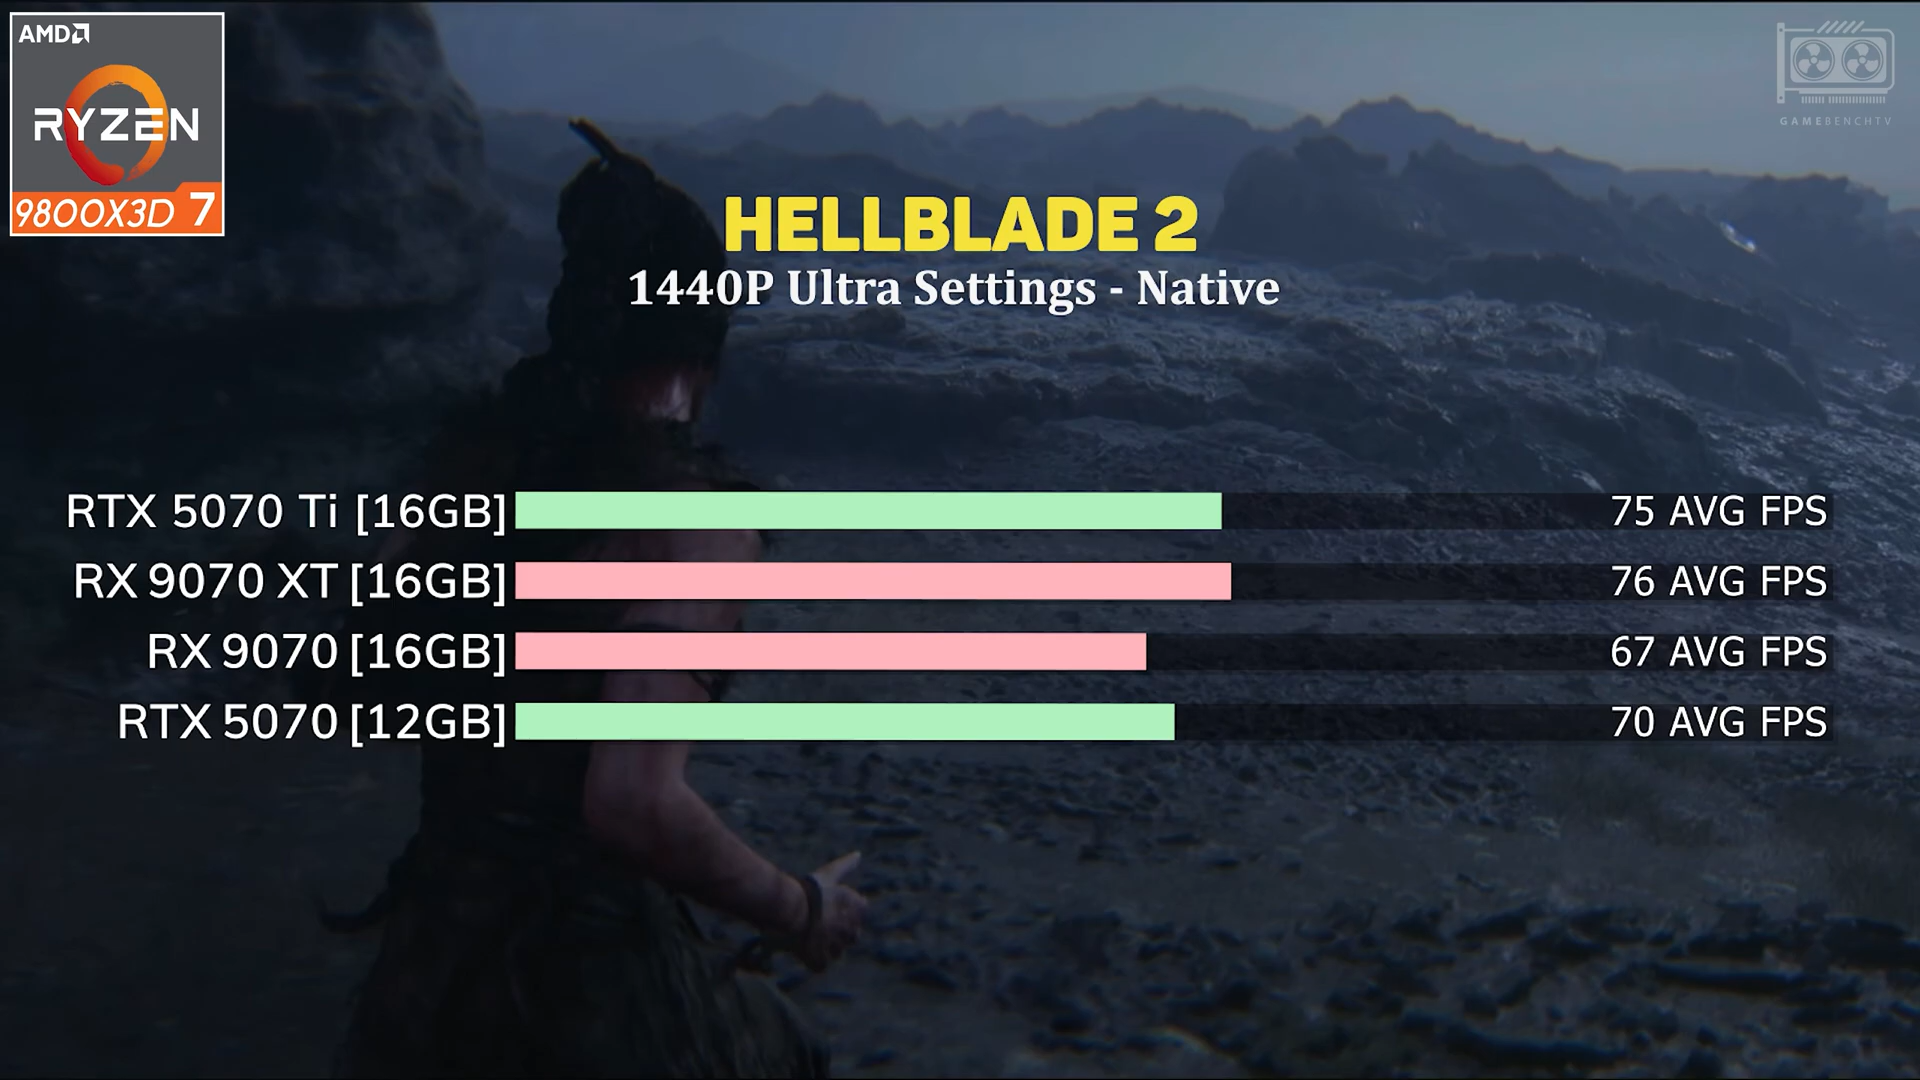 AMD
RYZEN
9800X3D 7
GAMEBENCHTV
HELLBLADE 2
1440P Ultra Settings - Native
RTX 5070 Ti [16GB] 75 AVG FPS
RX 9070 XT [16GB] 76 AVG FPS
RX 9070 [16GB] 67 AVG FPS
RTX 5070 [12GB] 70 AVG FPS